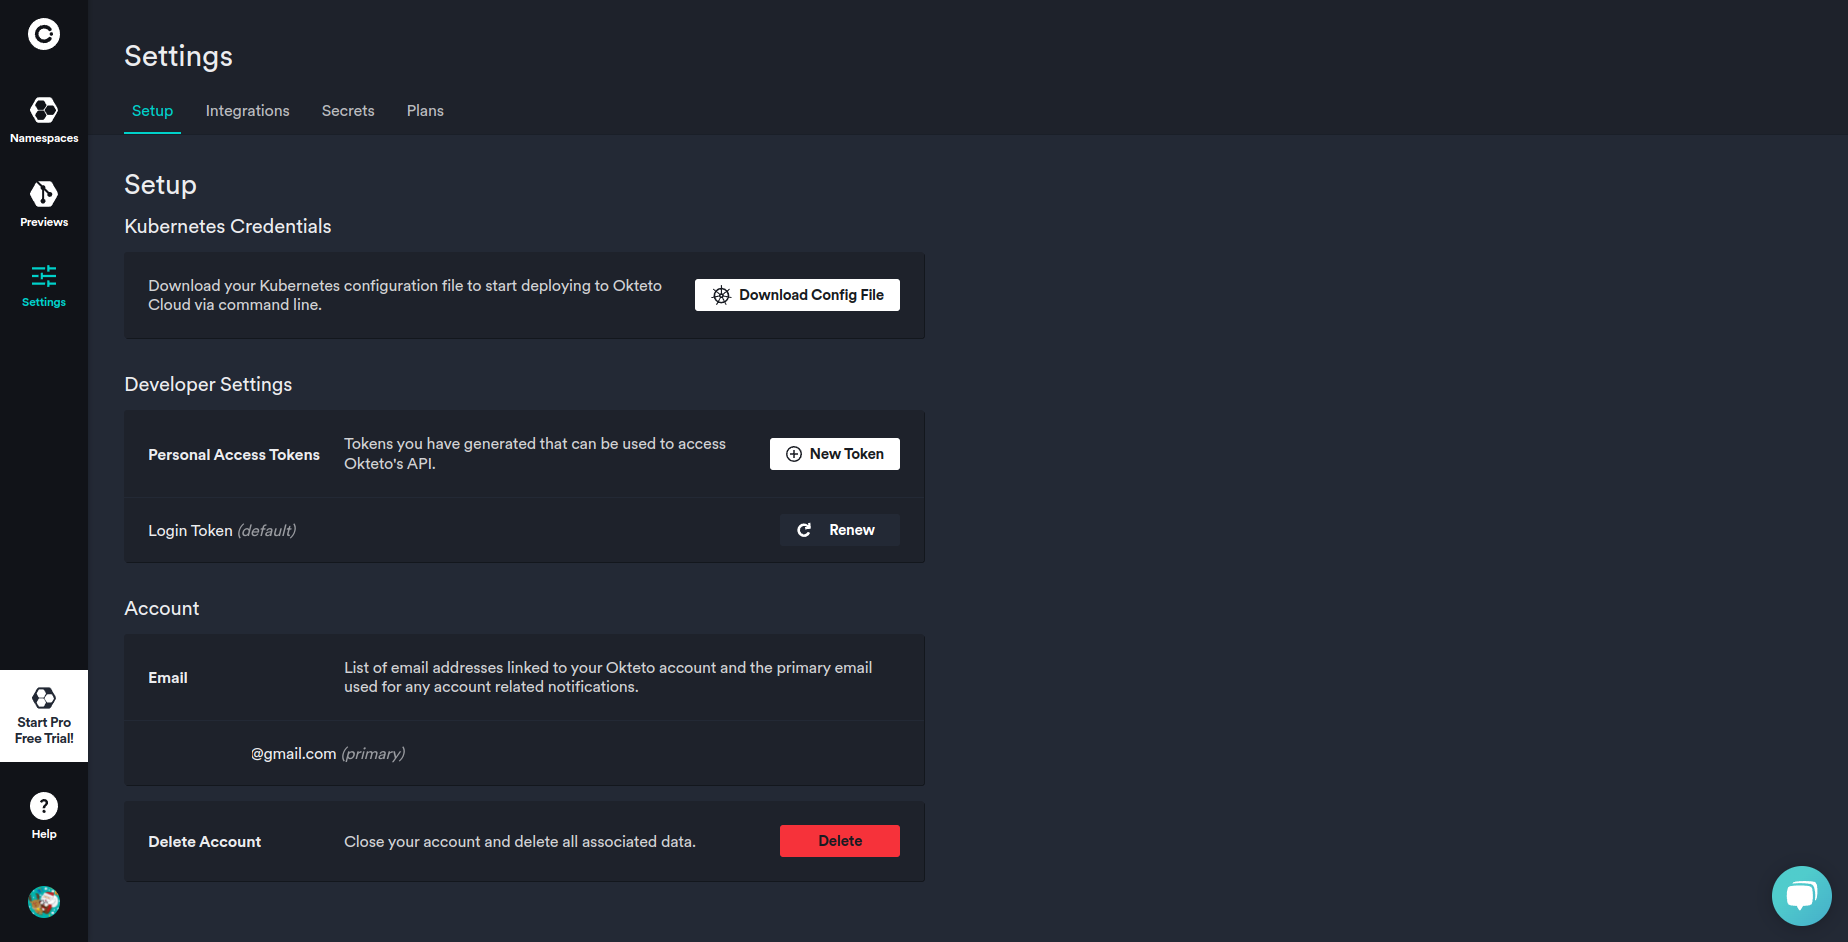 Namespaces
Previews
Settings
Start Pro
Free Trial!
Help
Settings
Setup Integrations Secrets Plans
Setup
Kubernetes Credentials
Download your Kubernetes configuration file to start deploying to Okteto
Cloud via command line.
Download Config File
Developer Settings
Personal Access Tokens
Tokens you have generated that can be used to access
Okteto's API.
New Token
Login Token (default)
Renew
Account
Email
List of email addresses linked to your Okteto account and the primary email
used for any account related notifications.
@gmail.com (primary)
Delete Account
Close your account and delete all associated data.
Delete